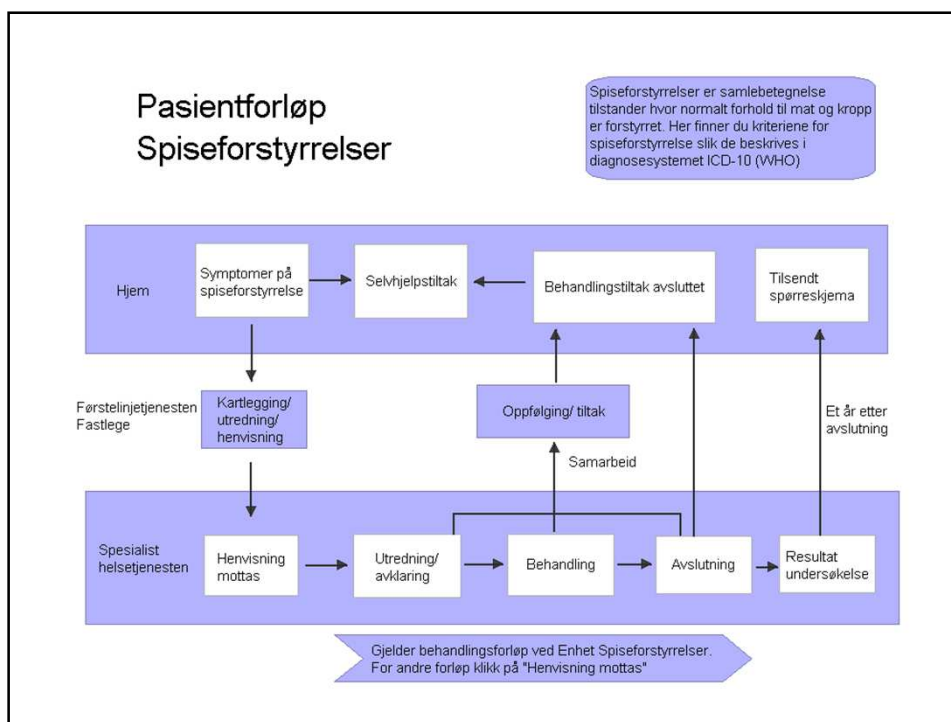 Pasientforløp
Spiseforstyrrelser
Spiseforstyrrelser er samlebetegnelse
tilstander hvor normalt forhold til mat og kropp
er forstyrret. Her finner du kriteriene for
spiseforstyrrelse slik de beskrives i
diagnosesystemet ICD-10 (WHO)
Hjem
Symptomer på
spiseforstyrrelse
Selvhjelpstiltak
Behandlingstiltak avsluttet
Tilsendt
spørreskjema
Førstelinjetjenesten
Fastlege
Kartlegging/
utredning/
henvisning
Oppfølging/ tiltak
Samarbeid
Et år etter
avslutning
Spesialist
helsetjenesten
Henvisning
mottas
Utredning/
avklaring
Behandling
Avslutning
Resultat
undersøkelse
Gjelder behandlingsforløp ved Enhet Spiseforstyrrelser.
For andre forløp klikk på "Henvisning mottas"